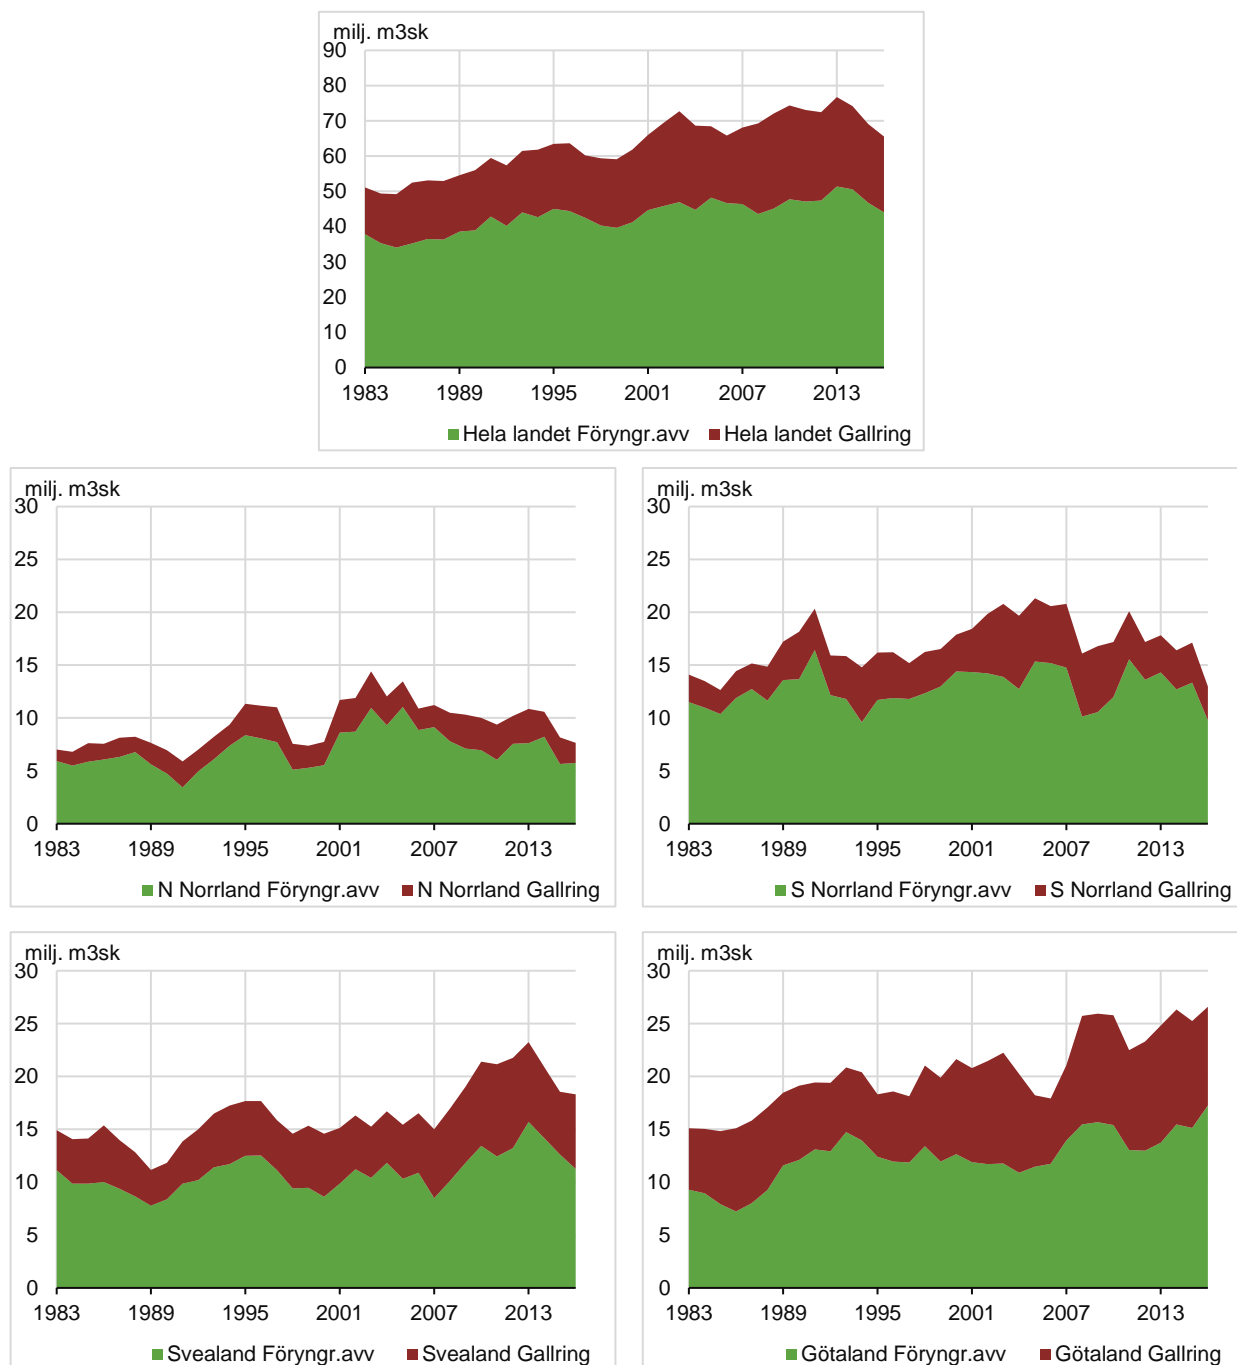 milj. m3sk
90
80
70
60
50
40
30
20
10
0
1983 1989 1995 2001 2007 2013
Hela landet Föryngr.avv Hela landet Gallring
milj. m3sk
30
25
20
15
10
5
0
1983 1989 1995 2001 2007 2013
N Norrland Föryngr.avv N Norrland Gallring
milj. m3sk
30
25
20
15
10
5
0
1983 1989 1995 2001 2007 2013
S Norrland Föryngr.avv S Norrland Gallring
milj. m3sk
30
25
20
15
10
5
0
1983 1989 1995 2001 2007 2013
Svealand Föryngr.avv Svealand Gallring
milj. m3sk
30
25
20
15
10
5
0
1983 1989 1995 2001 2007 2013
Götaland Föryngr.avv Götaland Gallring